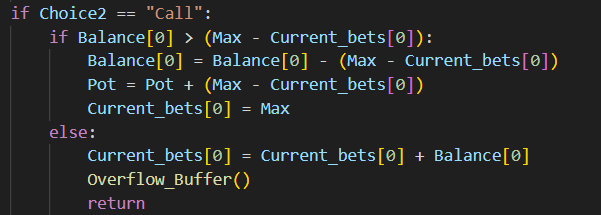 if Choice2 == "Call":
    if Balance[0] > (Max - Current_bets[0]):
        Balance[0] = Balance[0] - (Max - Current_bets[0])
        Pot = Pot + (Max - Current_bets[0])
        Current_bets[0] = Max
    else:
        Current_bets[0] = Current_bets[0] + Balance[0]
        Overflow_Buffer()
        return